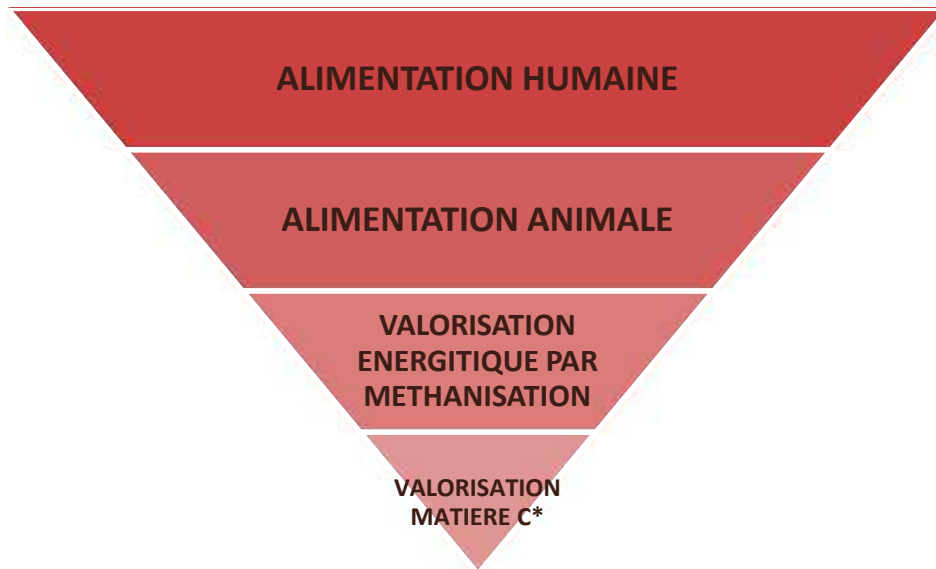 ALIMENTATION HUMAINE
ALIMENTATION ANIMALE
VALORISATION
ENERGITIQUE PAR
METHANISATION
VALORISATION
MATIERE C*